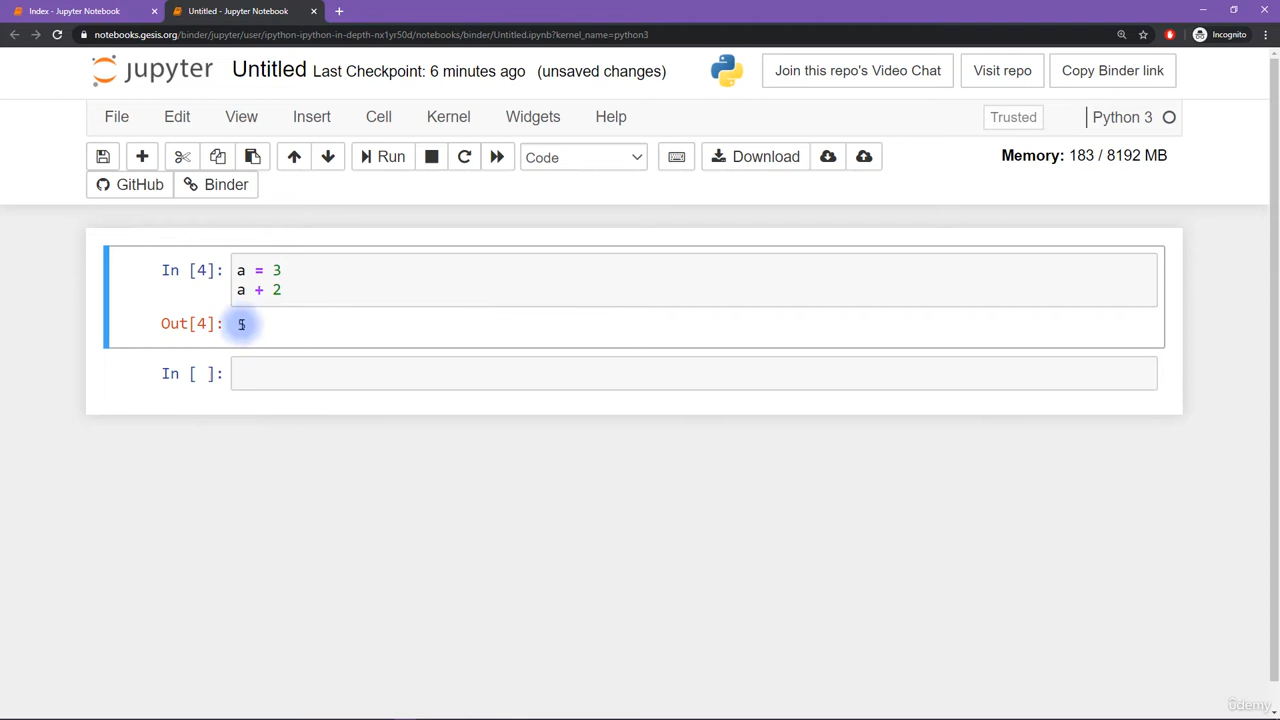 Index - Jupyter Notebook
Untitled - Jupyter Notebook
notebooks.gesis.org/binder/jupyter/user/ipython-ipython-in-depth-nx1yr50d/notebooks/binder/Untitled.ipynb?kernel_name=python3
Incognito
jupyter Untitled Last Checkpoint: 6 minutes ago (unsaved changes)
Join this repo's Video Chat Visit repo Copy Binder link
File Edit View Insert Cell Kernel Widgets Help Trusted Python 3
Run Code Download Memory: 183 / 8192 MB
GitHub Binder
In [4]: a = 3
a + 2
Out[4]: 5
In [ ]:
ûdemy